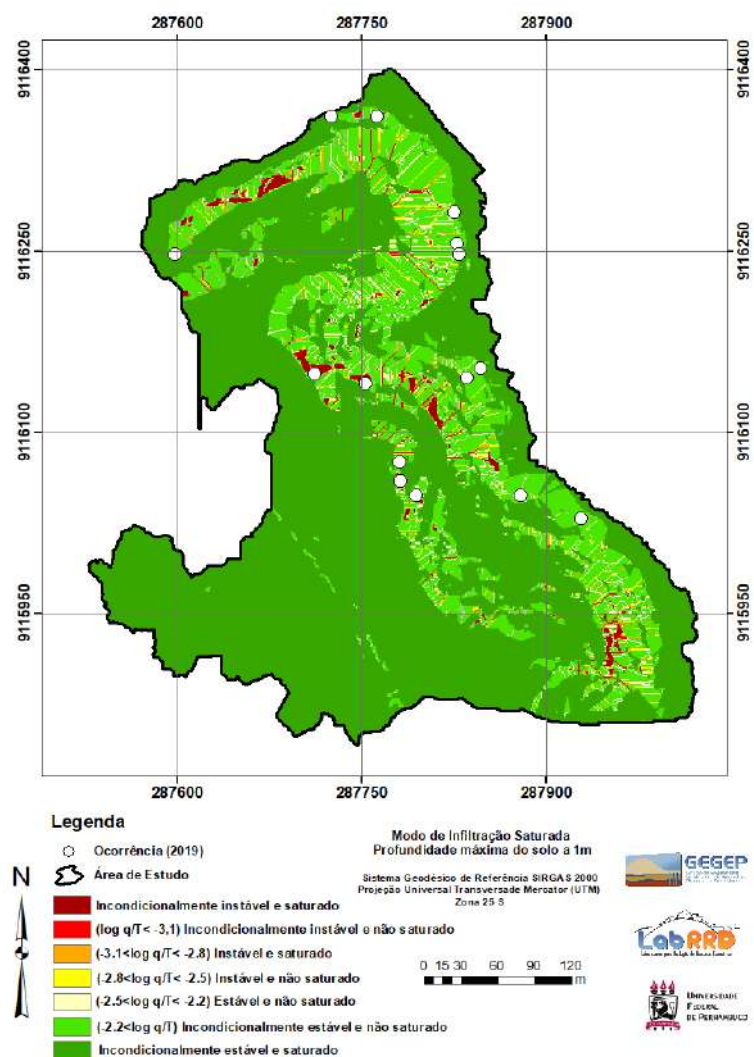 287600 287750 287900
9116400 9116400
9116250 9116250
9116100 9116100
9115950 9115950
287600 287750 287900
Legenda
Ocorrência (2019)
Área de Estudo
N
Incondicionalmente instável e saturado
(log q/T< -3,1) Incondicionalmente instável e não saturado
(-3.1<log q/T< -2.8) Instável e saturado
(-2.8<log q/T< -2.5) Instável e não saturado
(-2.5<log q/T< -2.2) Estável e não saturado
(-2.2<log q/T) Incondicionalmente estável e não saturado
Incondicionalmente estável e saturado
Modo de Infiltração Saturada
Profundidade máxima do solo a 1m
Sistema Geodésico de Referência SIRGAS 2000
Projeção Universal Transversade Mercator (UTM)
Zona 25 S
0 15 30 60 90 120
m
GEGEP
LabRRD
UNIVERSIDADE
FEDERAL
DE PERNAMBUCO